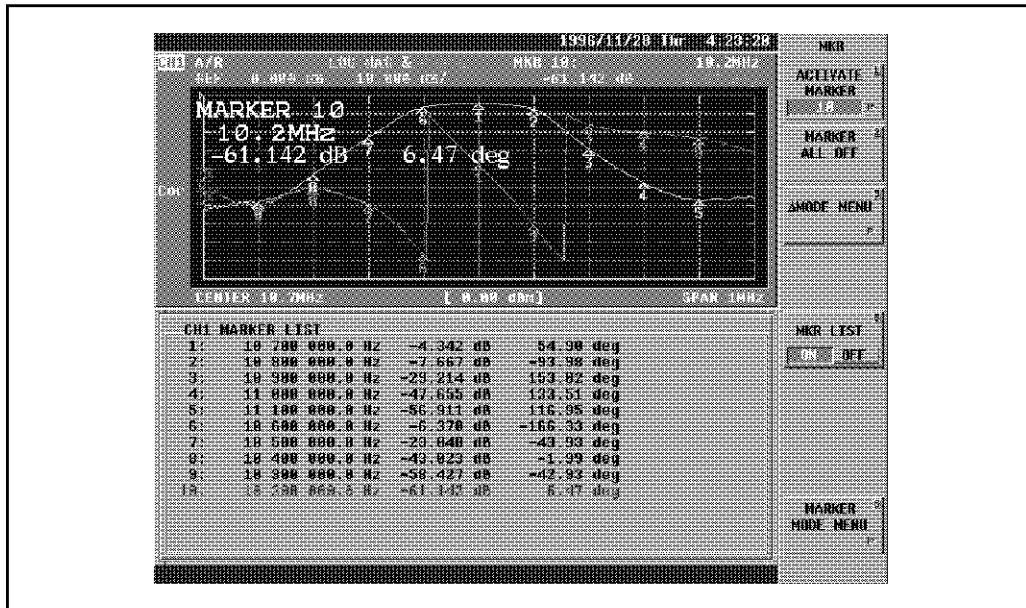 1996/11/28 Thr 4:23:20
CH1 A/R LOG MAG & MKR 10: 10.2MHz
REF 0.000 10 -61.142 dB
MARKER 10
10.2MHz
-61.142 dB 6.47 deg
Cor
CENTER 10.7MHz [ 0.00 dBm] SPAN 1MHz
CH1 MARKER LIST
1: 10 700 000.0 Hz -4.342 dB 54.90 deg
2: 10 800 000.0 Hz -7.667 dB -93.98 deg
3: 10 900 000.0 Hz -29.214 dB 153.02 deg
4: 11 000 000.0 Hz -47.655 dB 133.51 deg
5: 11 100 000.0 Hz -56.911 dB 116.95 deg
6: 10 600 000.0 Hz -6.370 dB -166.33 deg
7: 10 500 000.0 Hz dB -43.93 deg
8: 10 400 000.0 Hz -43.023 dB -1.99 deg
9: 10 300 000.0 Hz -58.427 dB -42.93 deg
10: Hz -61.142 dB 6.47 deg
MKR
ACTIVATE
MARKER
10
MARKER
ALL OFF
ΔMODE MENU
MKR LIST
ON OFF
MARKER
MODE MENU